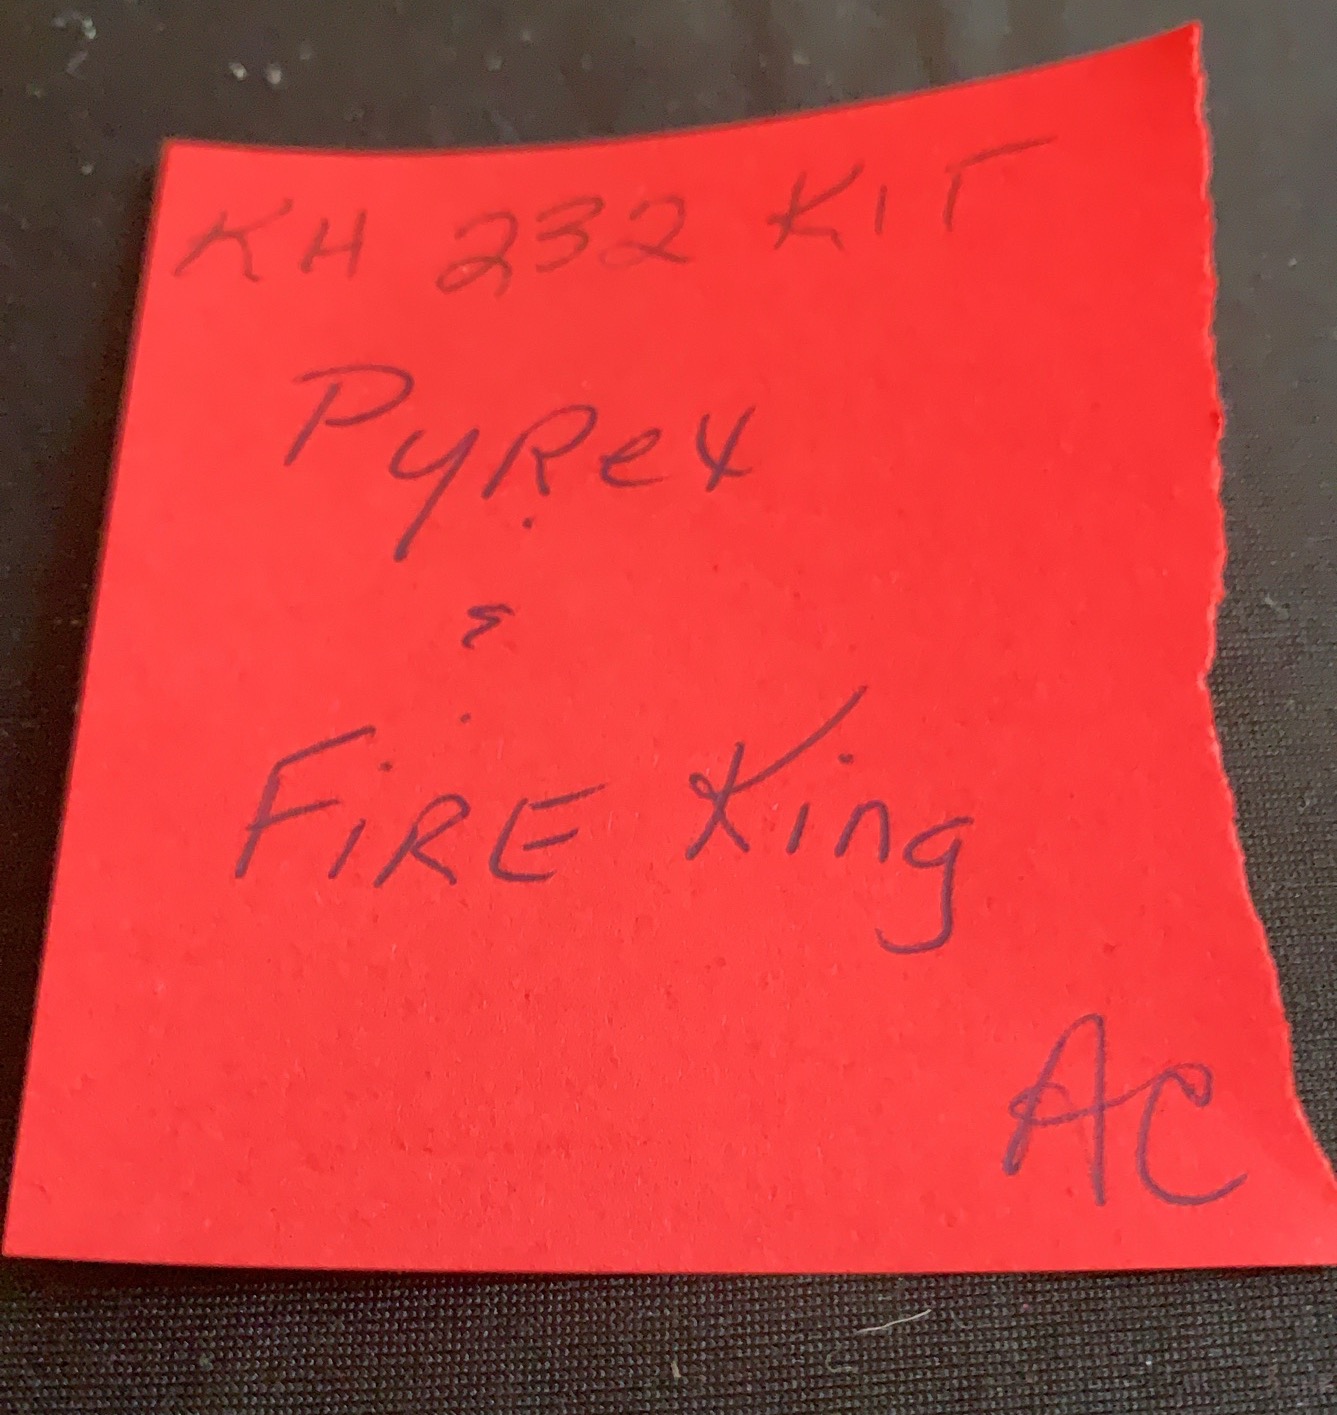 KH 232 KIT
PyRex
&
FiRE King
AC